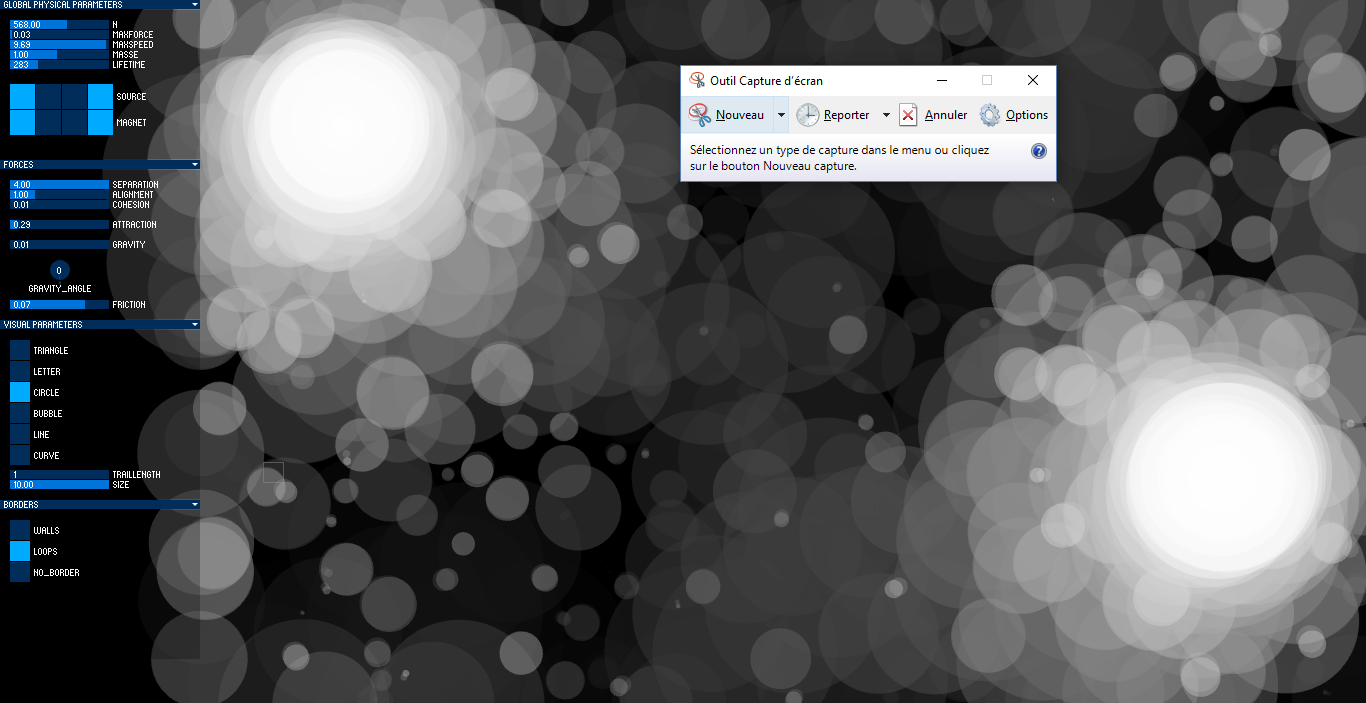 GLOBAL PHYSICAL PARAMETERS
568.00 N
0.03 MAXFORCE
9.69 MAXSPEED
1.00 MASSE
283 LIFETIME
SOURCE
MAGNET
FORCES
4.00 SEPARATION
1.00 ALIGNMENT
0.01 COHESION
0.29 ATTRACTION
0.01 GRAVITY
0
GRAVITY_ANGLE
0.07 FRICTION
VISUAL PARAMETERS
TRIANGLE
LETTER
CIRCLE
BUBBLE
LINE
CURVE
1 TRAILLENGTH
10.00 SIZE
BORDERS
WALLS
LOOPS
NO_BORDER
Outil Capture d'écran
Nouveau Reporter Annuler Options
Sélectionnez un type de capture dans le menu ou cliquez
sur le bouton Nouveau capture.